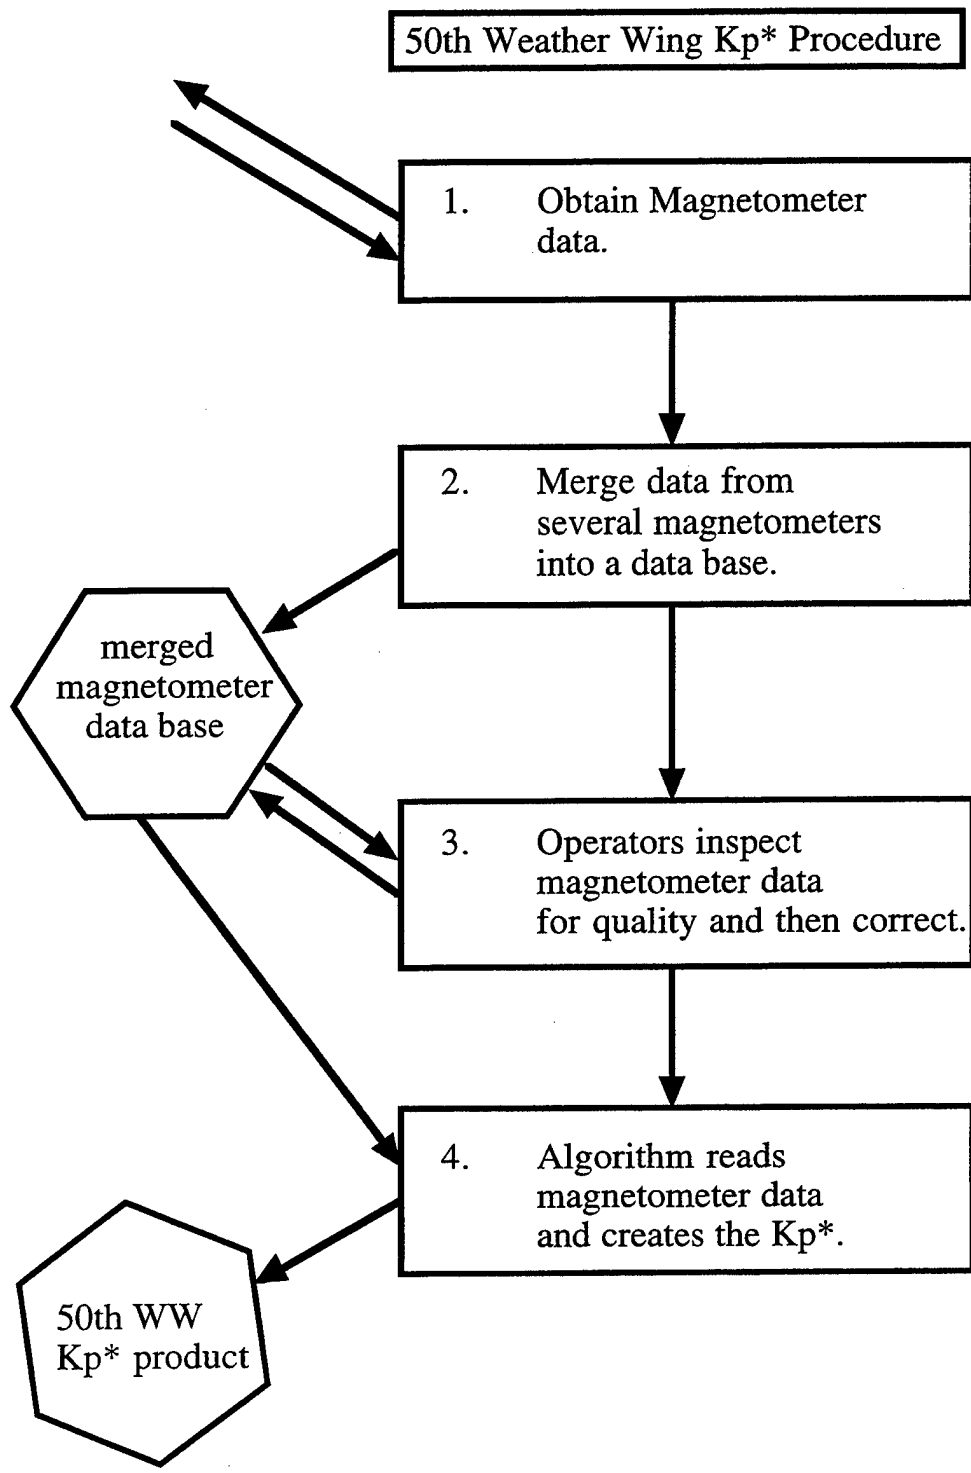 50th Weather Wing Kp* Procedure
1. Obtain Magnetometer
data.
2. Merge data from
several magnetometers
into a data base.
merged
magnetometer
data base
3. Operators inspect
magnetometer data
for quality and then correct.
4. Algorithm reads
magnetometer data
and creates the Kp*.
50th WW
Kp* product